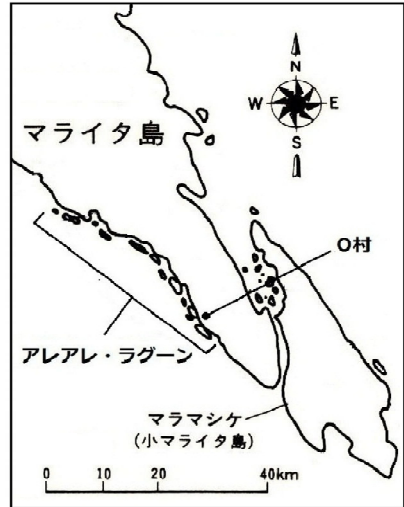 N
W E
S
マライタ島
O村
アレアレ・ラグーン
マラマシケ
(小マライタ島)
0 10 20 40km